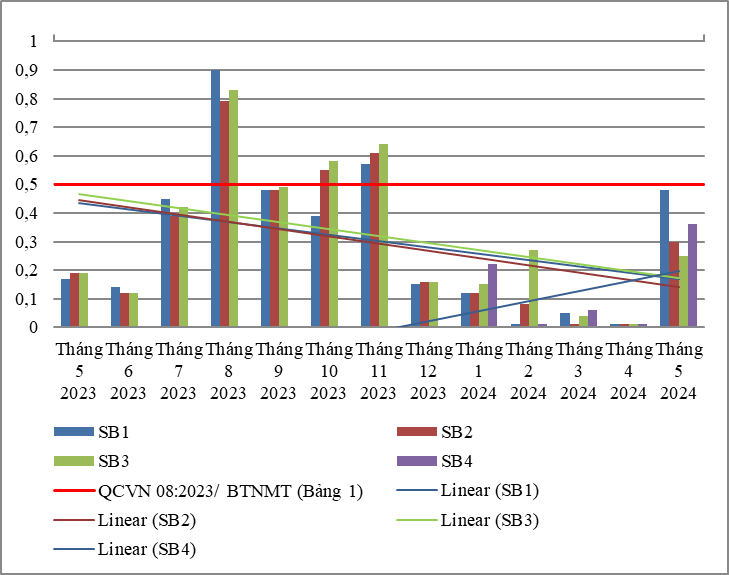 1
0,9
0,8
0,7
0,6
0,5
0,4
0,3
0,2
0,1
0
Tháng 5 2023
Tháng 6 2023
Tháng 7 2023
Tháng 8 2023
Tháng 9 2023
Tháng 10 2023
Tháng 11 2023
Tháng 12 2023
Tháng 1 2024
Tháng 2 2024
Tháng 3 2024
Tháng 4 2024
Tháng 5 2024
SB1
SB2
SB3
SB4
QCVN 08:2023/ BTNMT (Bảng 1)
Linear (SB1)
Linear (SB2)
Linear (SB3)
Linear (SB4)